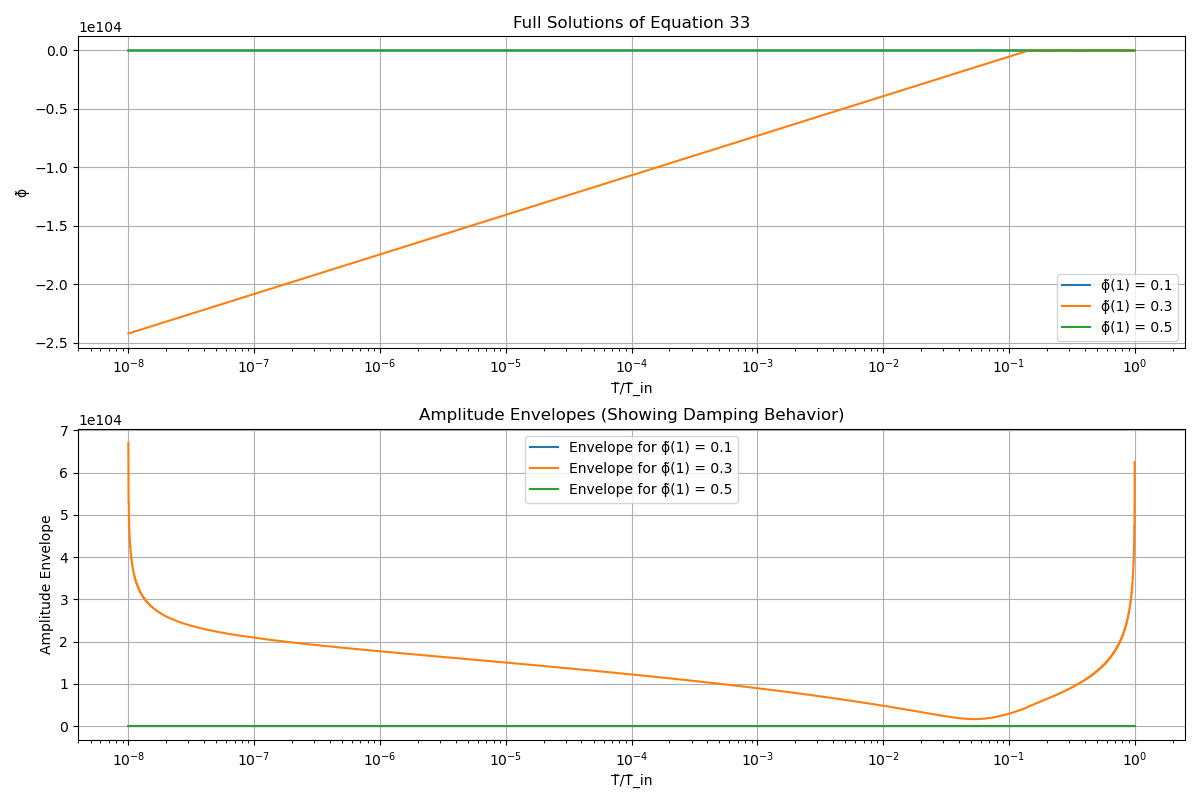 Full Solutions of Equation 33
1e104
0.0
−0.5
−1.0
−1.5
−2.0
−2.5
ϕ̃
ϕ̃(1) = 0.1
ϕ̃(1) = 0.3
ϕ̃(1) = 0.5
10⁻⁸ 10⁻⁷ 10⁻⁶ 10⁻⁵ 10⁻⁴ 10⁻³ 10⁻² 10⁻¹ 10⁰
T̃/T̃_in
Amplitude Envelopes (Showing Damping Behavior)
1e104
7
6
5
4
3
2
1
0
Amplitude Envelope
Envelope for ϕ̃(1) = 0.1
Envelope for ϕ̃(1) = 0.3
Envelope for ϕ̃(1) = 0.5
10⁻⁸ 10⁻⁷ 10⁻⁶ 10⁻⁵ 10⁻⁴ 10⁻³ 10⁻² 10⁻¹ 10⁰
T̃/T̃_in